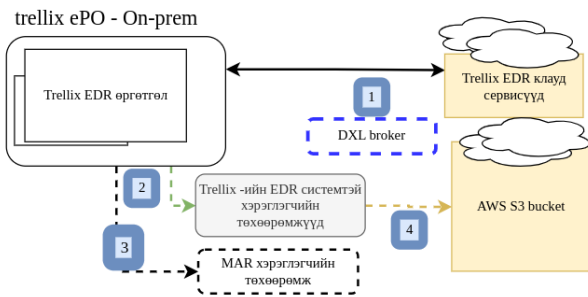 trellix ePO - On-prem
Trellix EDR өргөтгөл
Trellix EDR клауд
сервисүүд
1
DXL broker
2
Trellix -ийн EDR системтэй
хэрэглэгчийн
төхөөрөмжүүд
AWS S3 bucket
4
3
MAR хэрэглэгчийн
төхөөрөмж